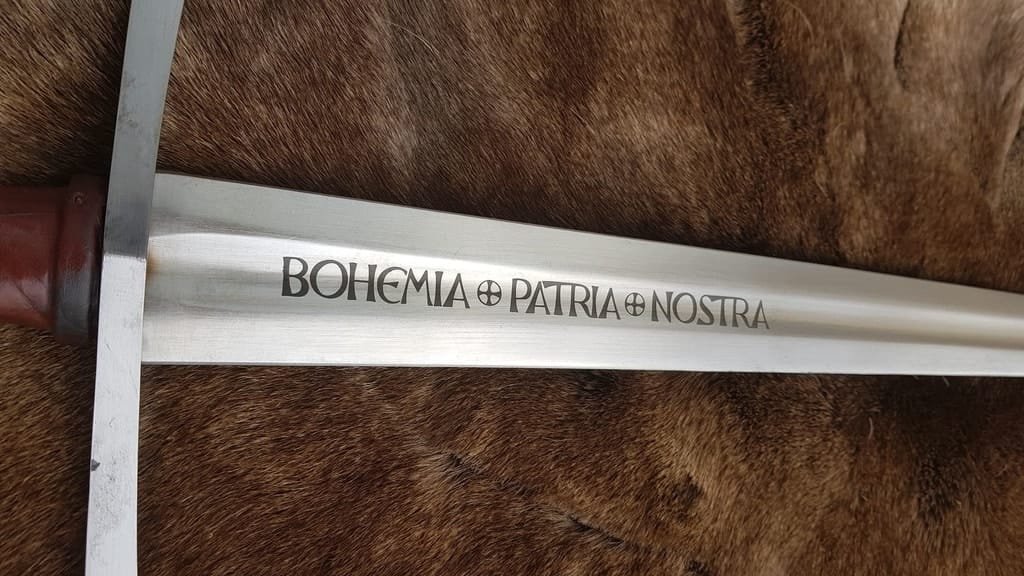 BOHEMIA ⊕ PATRIA ⊕ NOSTRA